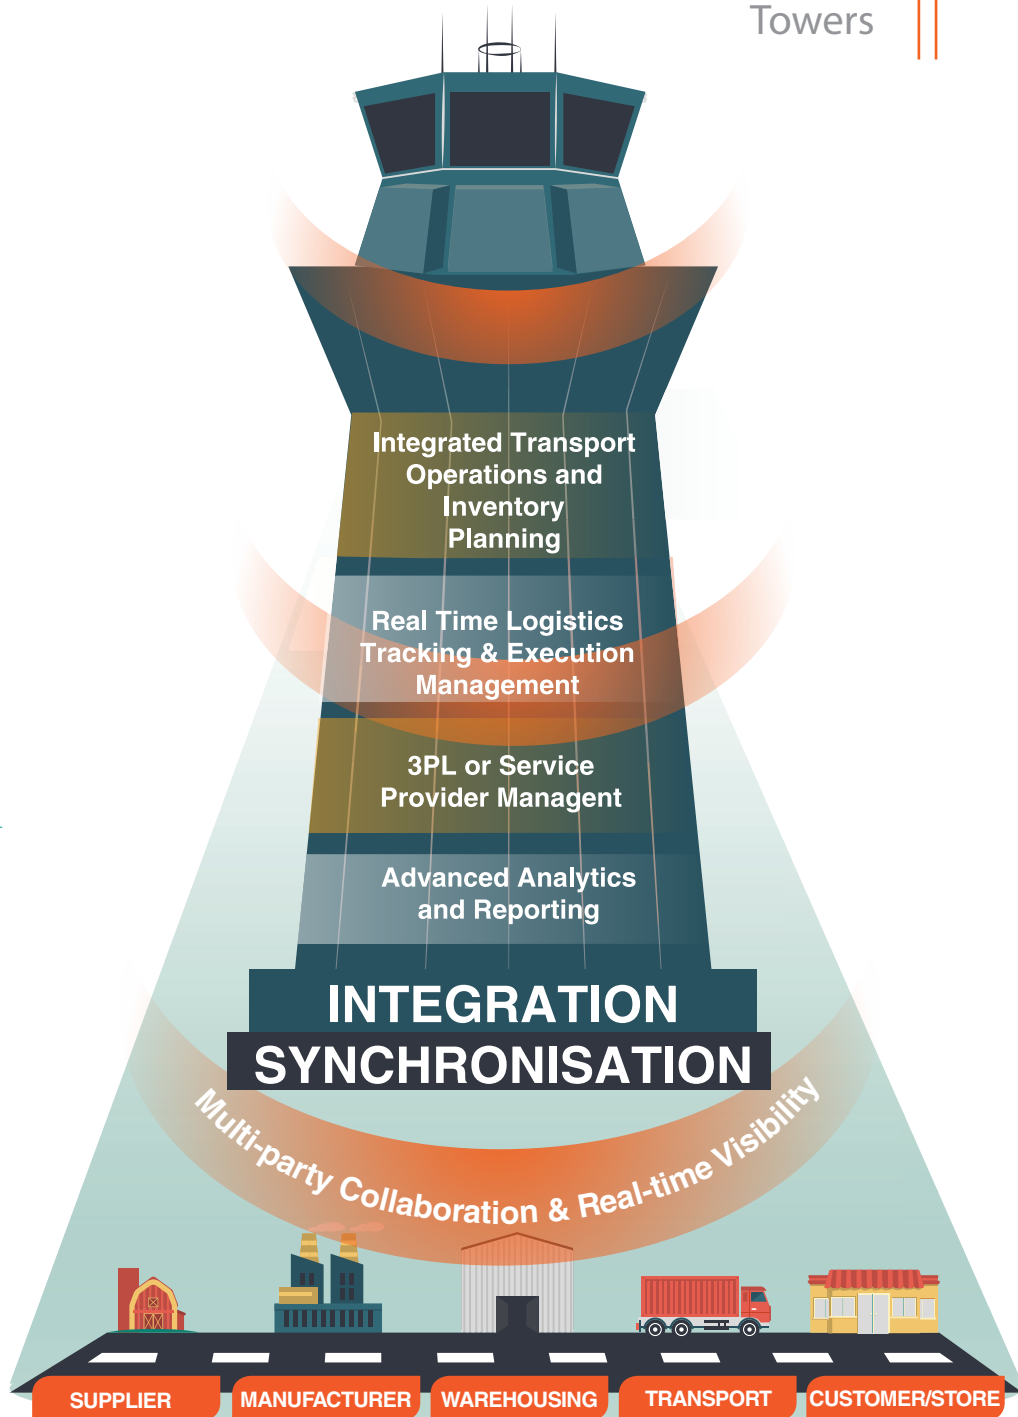 Towers
Integrated Transport
Operations and
Inventory
Planning
Real Time Logistics
Tracking & Execution
Management
3PL or Service
Provider Managent
Advanced Analytics
and Reporting
INTEGRATION
SYNCHRONISATION
Multi-party Collaboration & Real-time Visibility
SUPPLIER
MANUFACTURER
WAREHOUSING
TRANSPORT
CUSTOMER/STORE